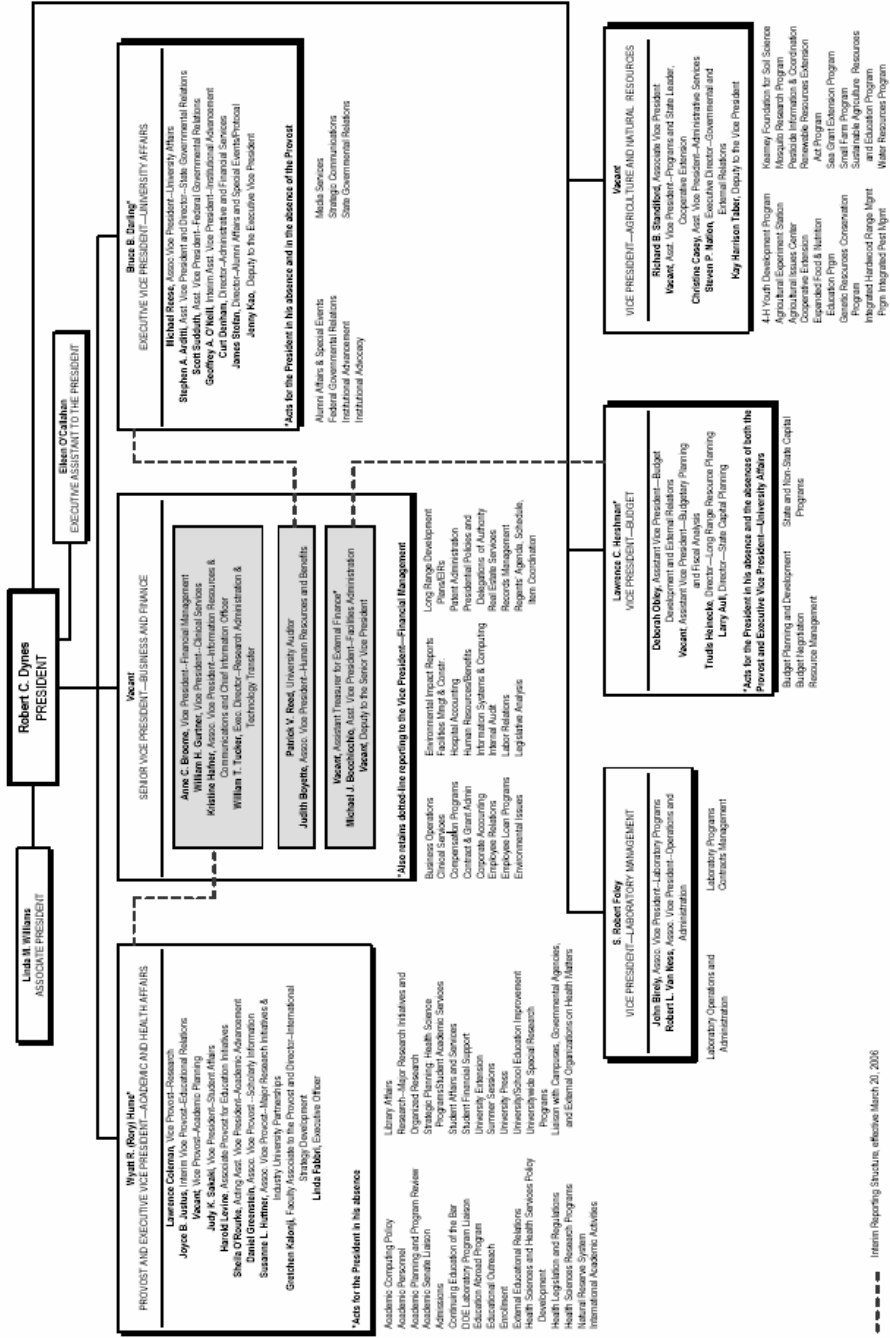 Robert C. Dynes
PRESIDENT
Linda M. Williams
ASSOCIATE PRESIDENT
Eileen O'Callahan
EXECUTIVE ASSISTANT TO THE PRESIDENT
Wyatt R. (Rory) Hume*
PROVOST AND EXECUTIVE VICE PRESIDENT—ACADEMIC AND HEALTH AFFAIRS
Lawrence Coleman, Vice Provost—Research
Joyce B. Justus, Interim Vice Provost—Educational Relations
Vacant, Vice Provost—Academic Planning
Judy K. Sakaki, Vice President—Student Affairs
Harold Levine, Associate Provost for Education Initiatives
Sheila O'Rourke, Acting Asst. Vice President—Academic Advancement
Daniel Greenstein, Assoc. Vice Provost—Scholarly Information
Susanne L. Huttner, Assoc. Vice Provost—Major Research Initiatives &
Industry University Partnerships
Gretchen Kalonji, Faculty Associate to the Provost and Director—International
Strategy Development
Linda Fabbri, Executive Officer
*Acts for the President in his absence
Academic Computing Policy
Academic Personnel
Academic Planning and Program Review
Academic Senate Liaison
Admissions
Continuing Education of the Bar
DOE Laboratory Program Liaison
Education Abroad Program
Educational Outreach
Enrollment
External Educational Relations
Health Sciences and Health Services Policy
Development
Health Legislation and Regulations
Health Sciences Research Programs
Natural Reserve System
International Academic Activities
Library Affairs
Research—Major Research Initiatives and
Organized Research
Strategic Planning: Health Science
ProgramsStudent Academic Services
Student Affairs and Services
Student Financial Support
University Extension
Summer Sessions
University Press
University/School Education Improvement
Universitywide Special Research
Programs
Liaison with Campuses, Governmental Agencies,
and External Organizations on Health Matters
Vacant
SENIOR VICE PRESIDENT—BUSINESS AND FINANCE
Anne C. Broome, Vice President—Financial Management
William H. Gurtner, Vice President—Clinical Services
Kristine Hafner, Assoc. Vice President—Information Resources &
Communications and Chief Information Officer
William T. Tucker, Exec. Director—Research Administration &
Technology Transfer
Patrick V. Reed, University Auditor
Judith Boyette, Assoc. Vice President—Human Resources and Benefits
Vacant, Assistant Treasurer for External Finance*
Michael J. Bocchicchio, Asst. Vice President—Facilities Administration
Vacant, Deputy to the Senior Vice President
*Also retains dotted-line reporting to the Vice President—Financial Management
Business Operations
Clinical Services
Compensation Programs
Contract & Grant Admin
Corporate Accounting
Employee Relations
Employee Loan Programs
Environmental Issues
Environmental Impact Reports
Facilities Mngt & Constr.
Hospital Accounting
Human Resources/Benefits
Information Systems & Computing
Internal Audit
Labor Relations
Legislative Analysis
Long Range Development
Plans/EIRs
Patent Administration
Presidential Policies and
Delegations of Authority
Real Estate Services
Records Management
Regents' Agenda, Schedule,
Item Coordination
Bruce B. Darling*
EXECUTIVE VICE PRESIDENT—UNIVERSITY AFFAIRS
Michael Reese, Assoc Vice President—University Affairs
Stephen A. Arditti, Asst. Vice President and Director—State Governmental Relations
Scott Sudduth, Asst. Vice President—Federal Governmental Relations
Geoffrey A. O'Neill, Interim Asst. Vice President—Institutional Advancement
Curt Denham, Director—Administrative and Financial Services
James Stofan, Director—Alumni Affairs and Special Events/Protocol
Jenny Kao, Deputy to the Executive Vice President
*Acts for the President in his absence and in the absence of the Provost
Alumni Affairs & Special Events
Federal Governmental Relations
Institutional Advancement
Institutional Advocacy
Media Services
Strategic Communications
State Governmental Relations
S. Robert Foley
VICE PRESIDENT—LABORATORY MANAGEMENT
John Birely, Assoc. Vice President—Laboratory Programs
Robert L. Van Ness, Assoc. Vice President—Operations and
Administration
Laboratory Operations and
Administration
Laboratory Programs
Contracts Management
Lawrence C. Hershman*
VICE PRESIDENT—BUDGET
Deborah Obley, Assistant Vice President—Budget
Development and External Relations
Vacant, Assistant Vice President—Budgetary Planning
and Fiscal Analysis
Trudis Heinecke, Director—Long Range Resource Planning
Larry Aull, Director—State Capital Planning
*Acts for the President in his absence and the absences of both the
Provost and Executive Vice President—University Affairs
Budget Planning and Development
Budget Negotiation
Resource Management
State and Non-State Capital
Programs
Vacant
VICE PRESIDENT—AGRICULTURE AND NATURAL RESOURCES
Richard B. Standiford, Associate Vice President
Vacant, Asst. Vice President—Programs and State Leader,
Cooperative Extension
Christine Casey, Asst. Vice President—Administrative Services
Steven P. Nation, Executive Director—Governmental and
External Relations
Kay Harrison Taber, Deputy to the Vice President
4-H Youth Development Program
Agricultural Experiment Station
Agricultural Issues Center
Cooperative Extension
Expanded Food & Nutrition
Education Prgm
Genetic Resources Conservation
Program
Integrated Hardwood Range Mgmt
Prgm Integrated Pest Mgmt
Kearney Foundation for Soil Science
Mosquito Research Program
Pesticide Information & Coordination
Renewable Resources Extension
Act Program
Sea Grant Extension Program
Small Farm Program
Sustainable Agriculture Resources
and Education Program
Water Resources Program
Interim Reporting Structure, effective March 20, 2006